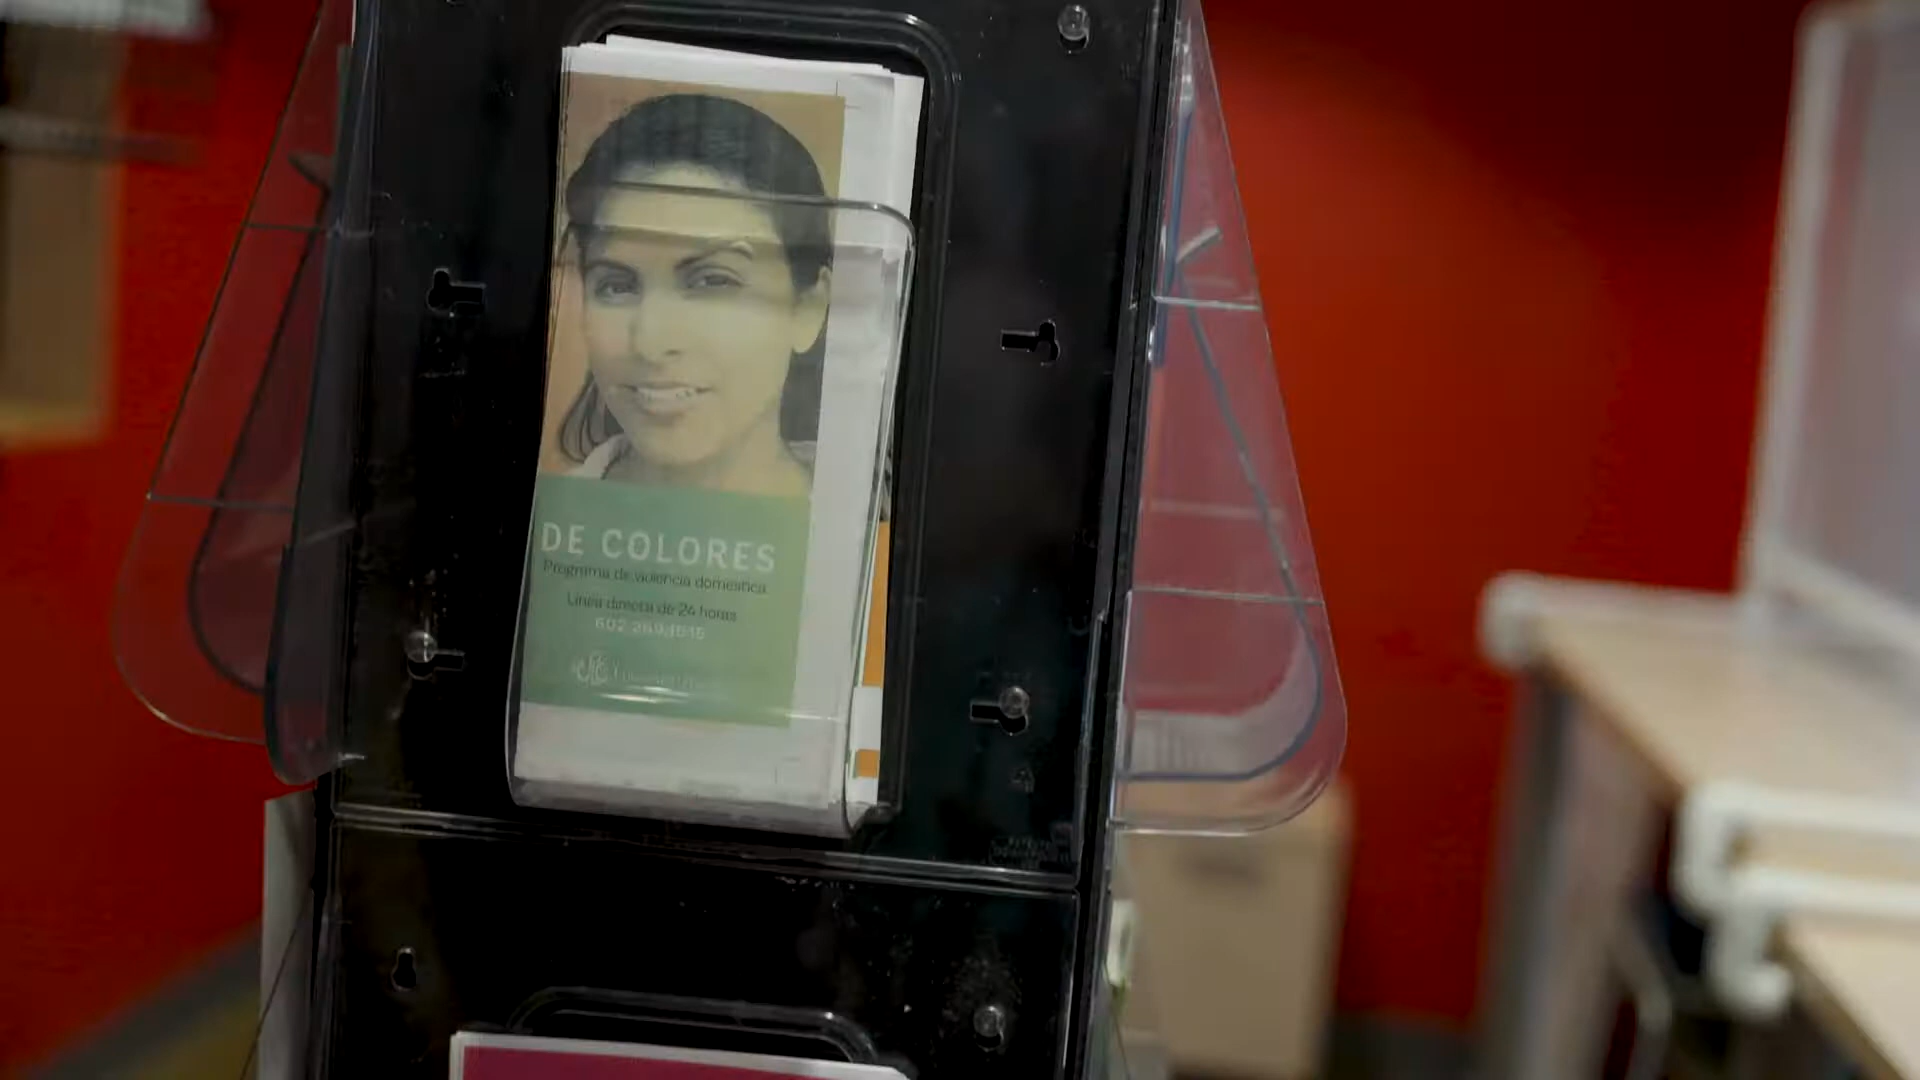 DE COLORES
Programa de violencia doméstica
Línea directa de 24 horas
602.269.1515